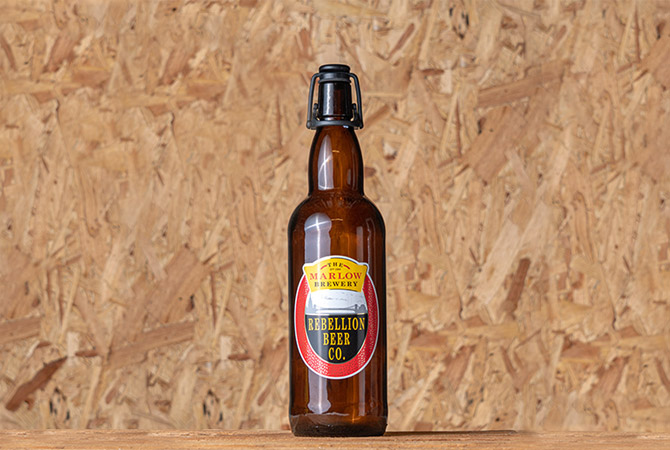 THE
MARLOW
BREWERY
REBELLION
BEER
CO.